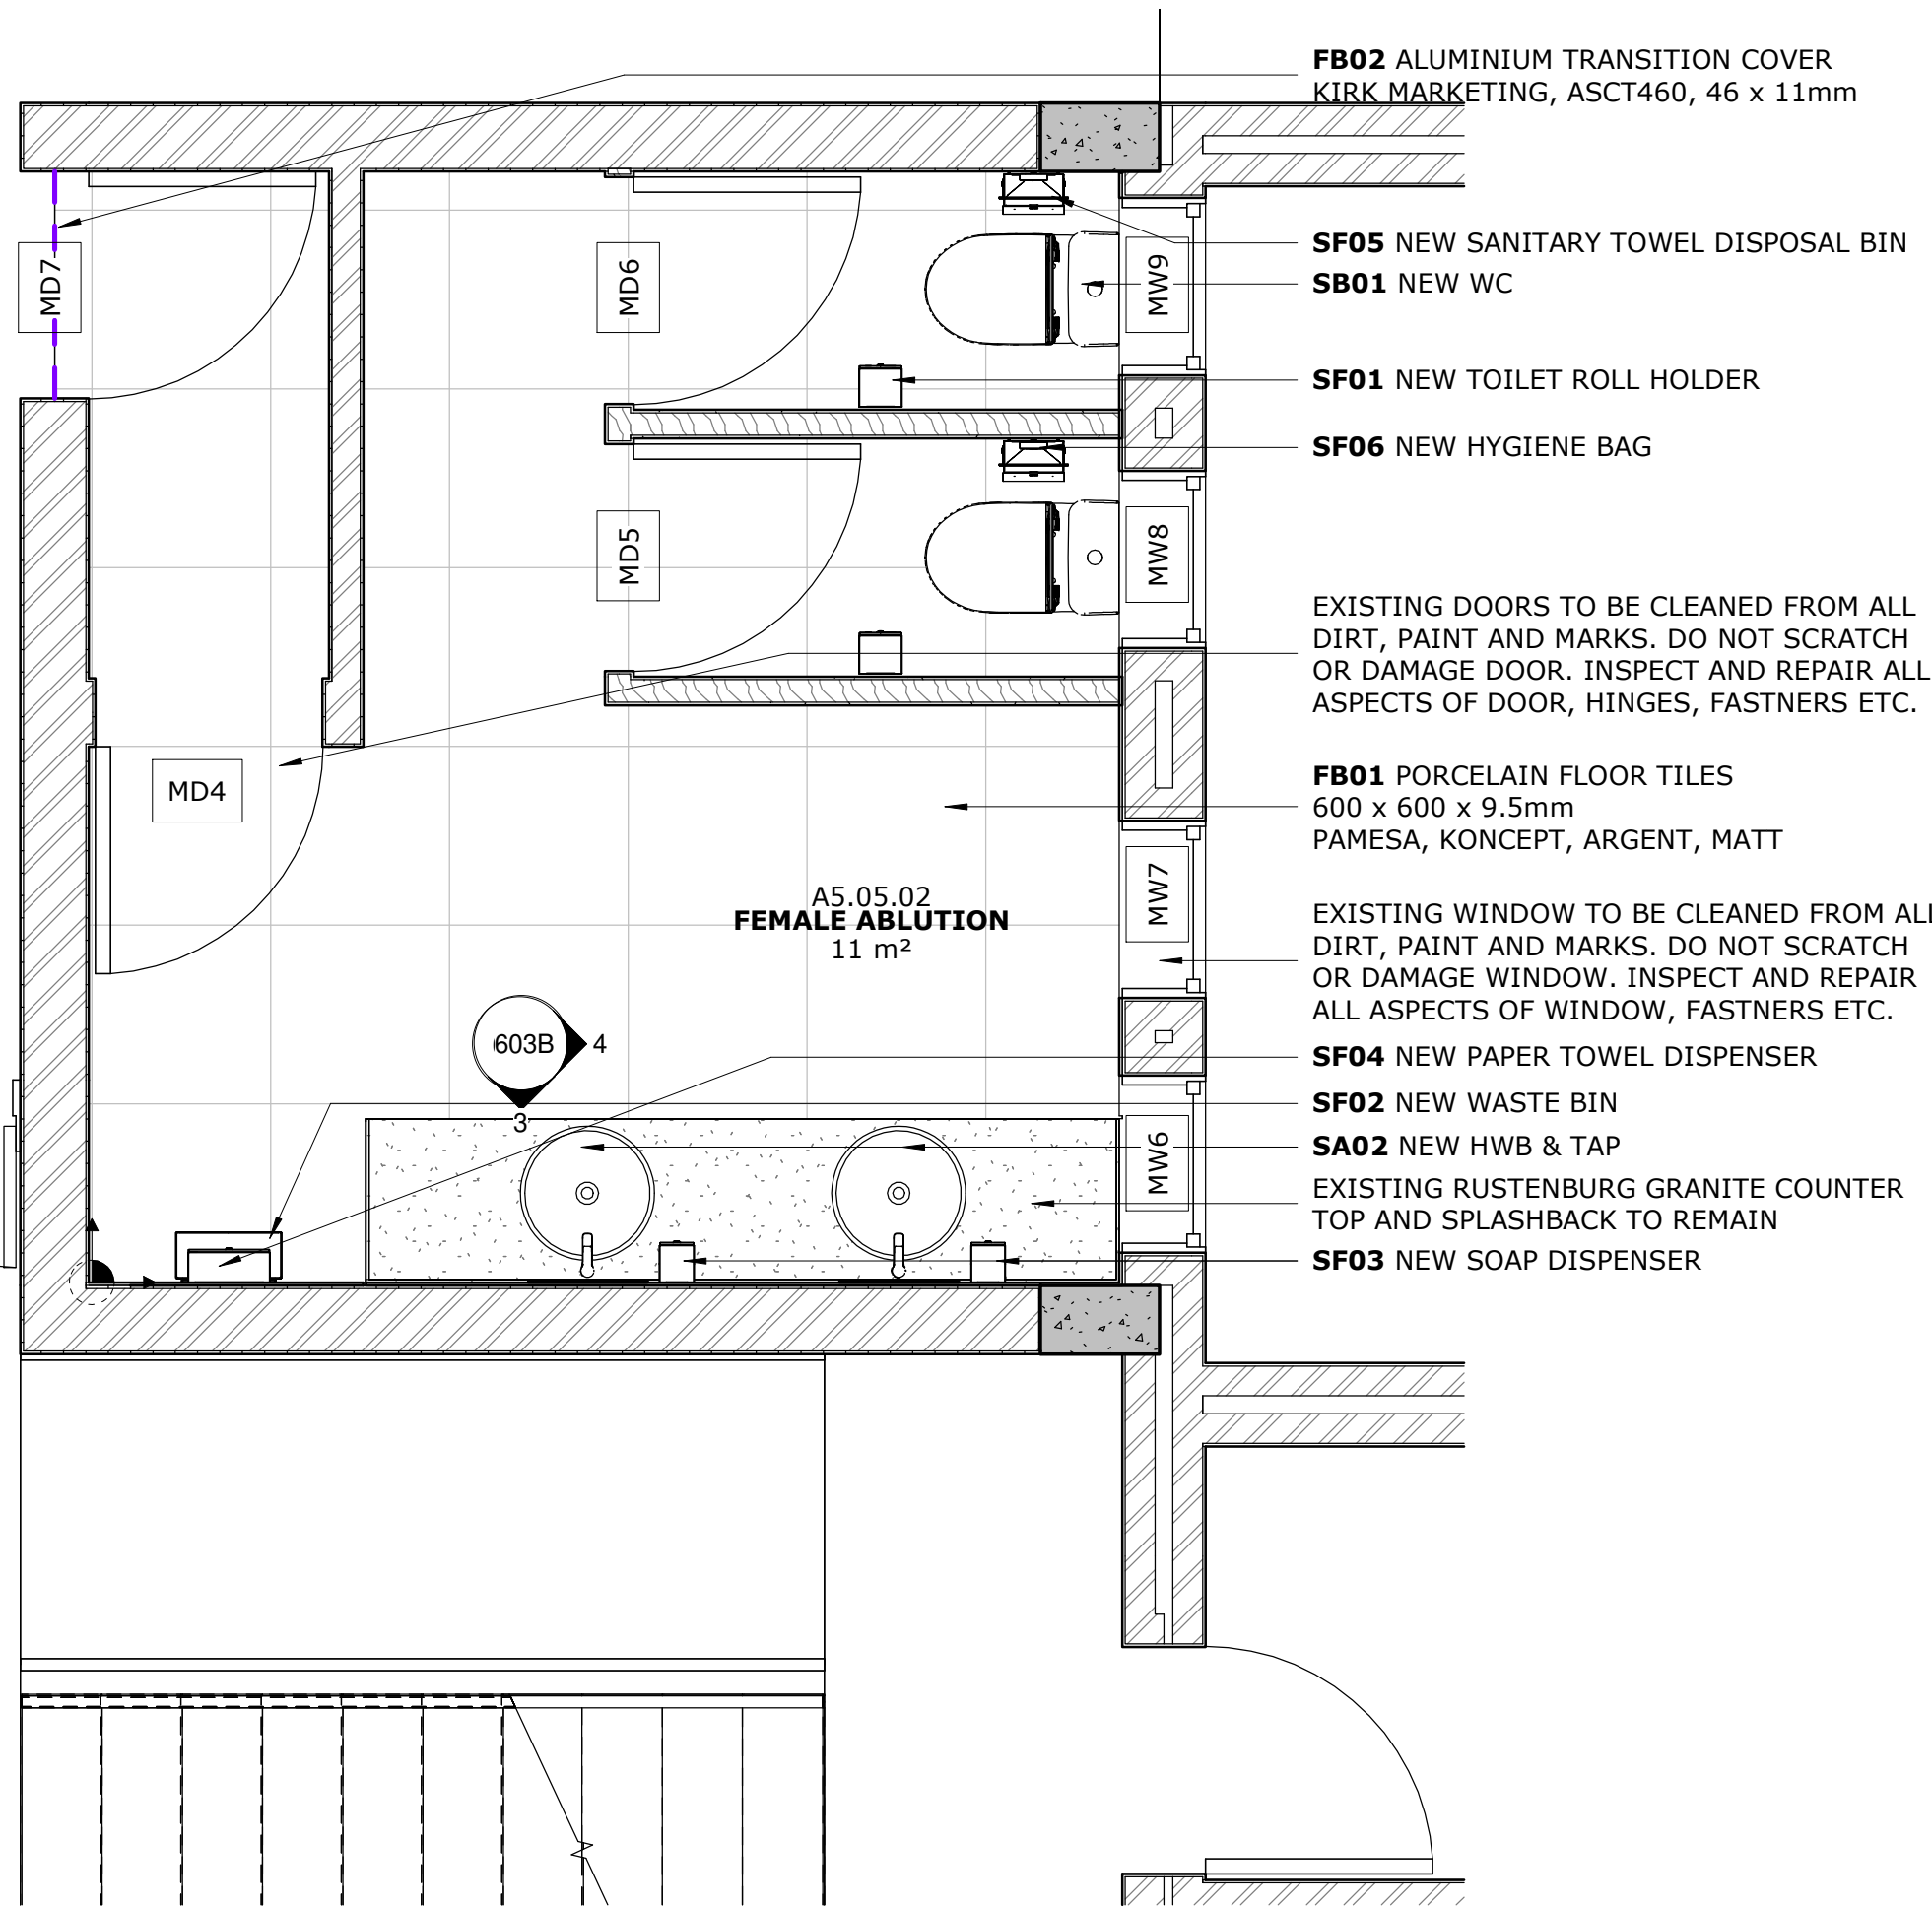 FB02 ALUMINIUM TRANSITION COVER
KIRK MARKETING, ASCT460, 46 x 11mm
SF05 NEW SANITARY TOWEL DISPOSAL BIN
SB01 NEW WC
SF01 NEW TOILET ROLL HOLDER
SF06 NEW HYGIENE BAG
EXISTING DOORS TO BE CLEANED FROM ALL
DIRT, PAINT AND MARKS. DO NOT SCRATCH
OR DAMAGE DOOR. INSPECT AND REPAIR ALL
ASPECTS OF DOOR, HINGES, FASTNERS ETC.
FB01 PORCELAIN FLOOR TILES
600 x 600 x 9.5mm
PAMESA, KONCEPT, ARGENT, MATT
EXISTING WINDOW TO BE CLEANED FROM ALL
DIRT, PAINT AND MARKS. DO NOT SCRATCH
OR DAMAGE WINDOW. INSPECT AND REPAIR
ALL ASPECTS OF WINDOW, FASTNERS ETC.
SF04 NEW PAPER TOWEL DISPENSER
SF02 NEW WASTE BIN
SA02 NEW HWB & TAP
EXISTING RUSTENBURG GRANITE COUNTER
TOP AND SPLASHBACK TO REMAIN
SF03 NEW SOAP DISPENSER
MD7
MD6
MW9
MD5
MW8
MD4
MW7
A5.05.02
FEMALE ABLUTION
11 m²
603B
4
3
MW6